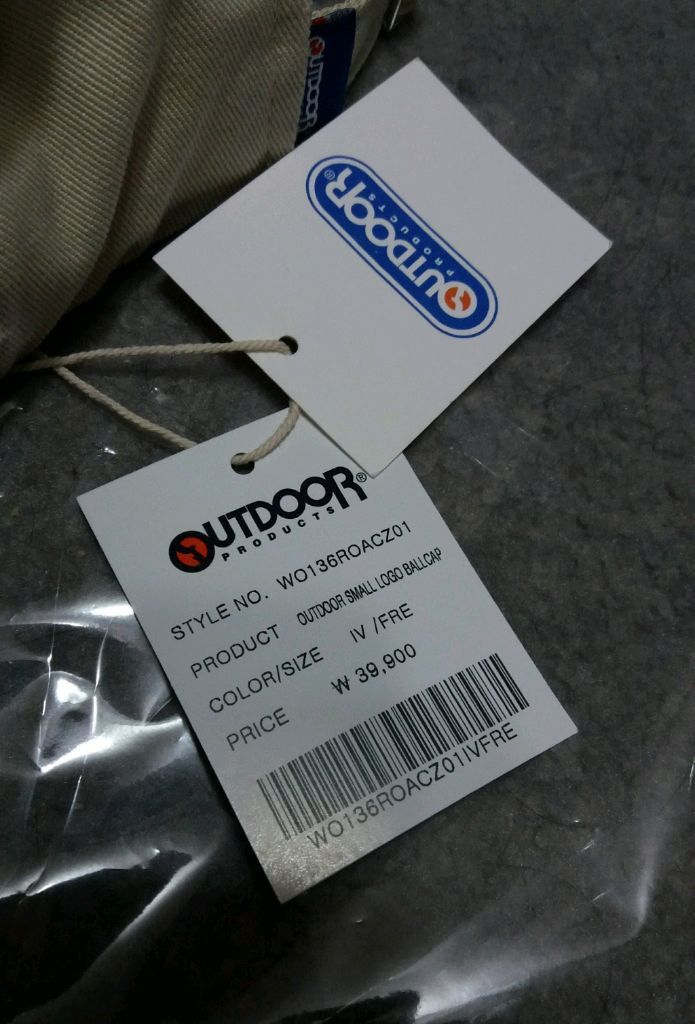 OUTDOOR
OUTDOOR®
PRODUCTS
OUTDOOR®
PRODUCTS
STYLE NO. WO136ROACZ01
PRODUCT OUTDOOR SMALL LOGO BALLCAP
COLOR/SIZE IV /FRE
PRICE ₩ 39,900
WO136ROACZ01IVFRE